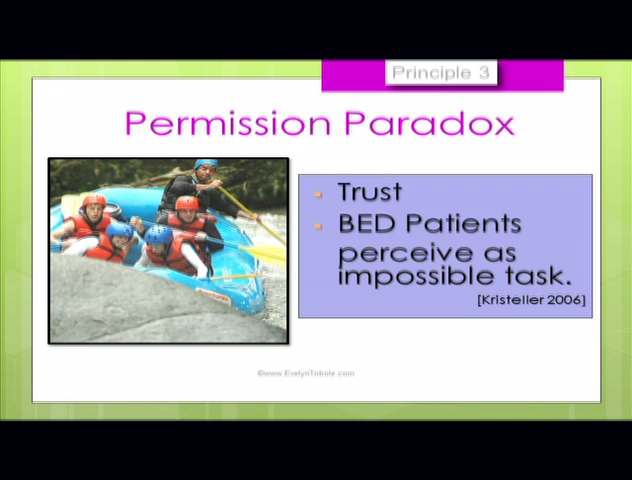 Principle 3
Permission Paradox
Trust
BED Patients
perceive as
impossible task.
[Kristeller 2006]
©www.EvelynTribole.com